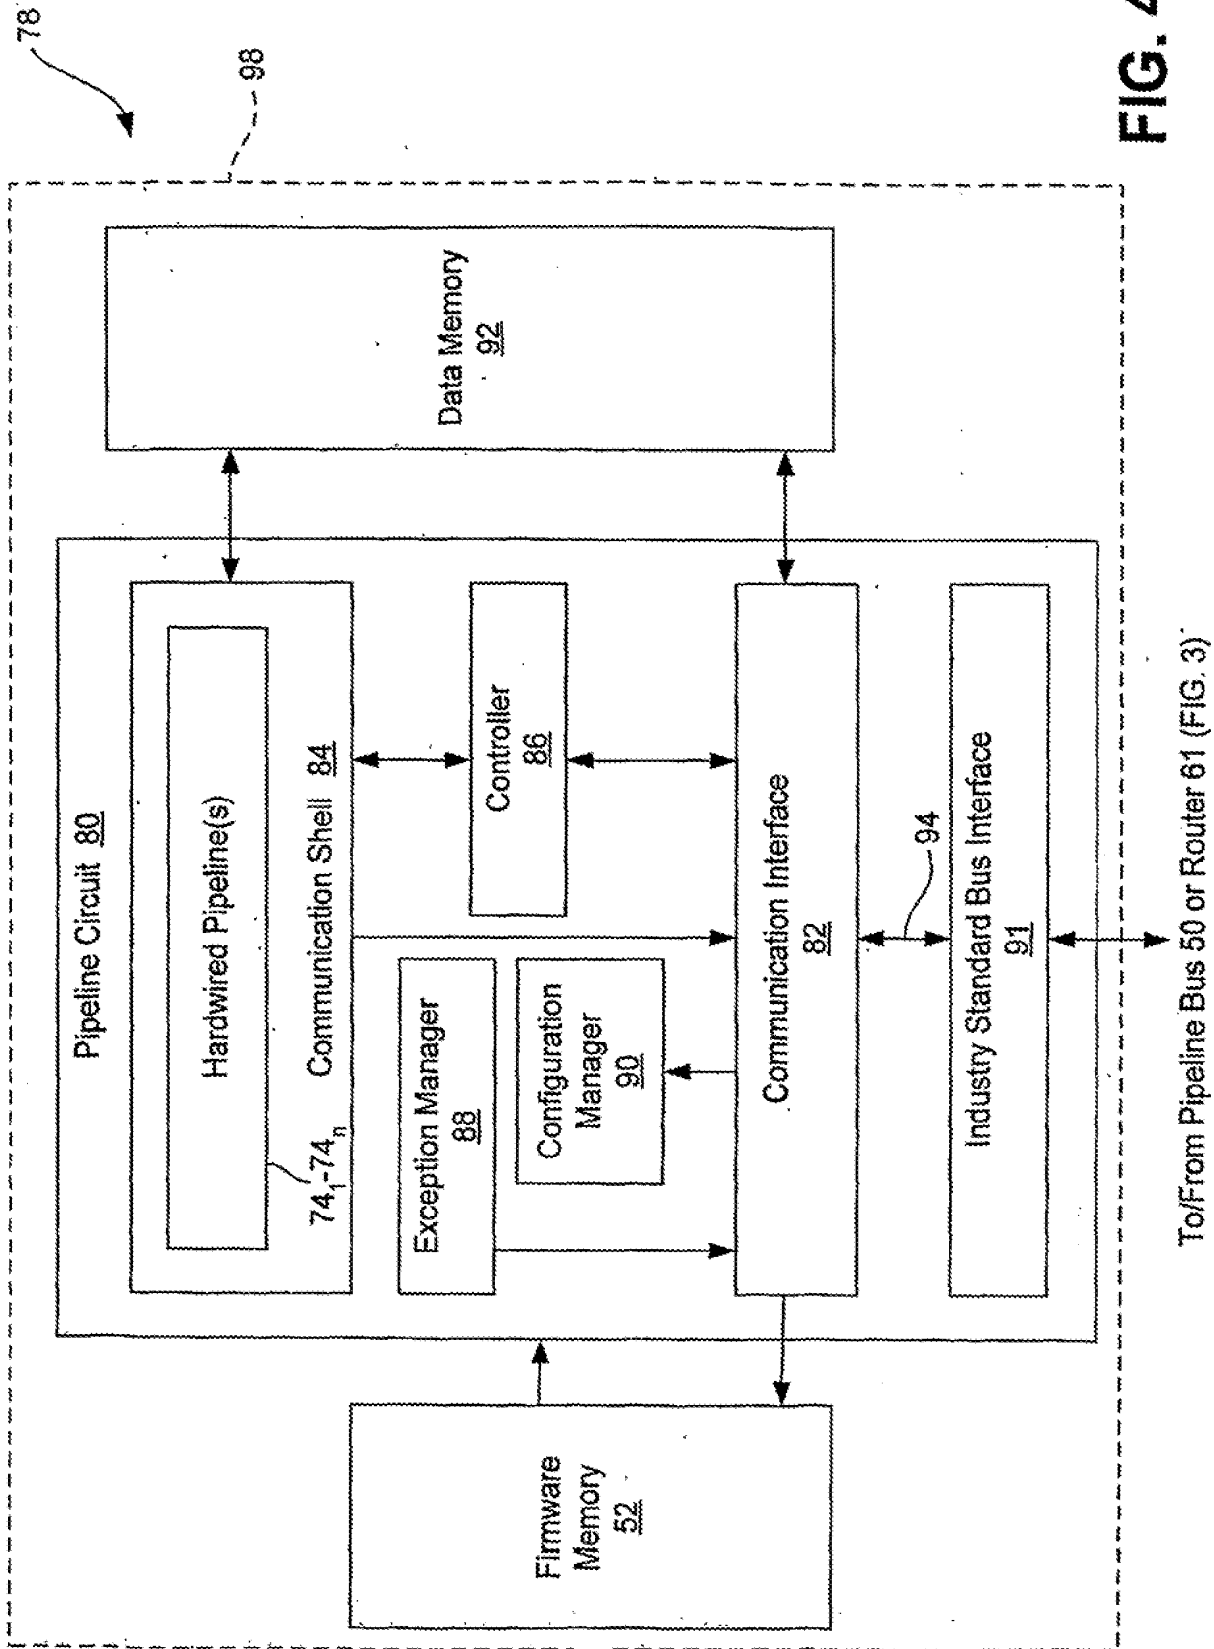 78
98
Pipeline Circuit 80
Hardwired Pipeline(s)
74₁-74ₙ
Communication Shell 84
Firmware
Memory
52
Exception Manager
88
Configuration
Manager
90
Controller
86
Data Memory
92
Communication Interface
82
94
Industry Standard Bus Interface
91
To/From Pipeline Bus 50 or Router 61 (FIG. 3)
FIG. 4